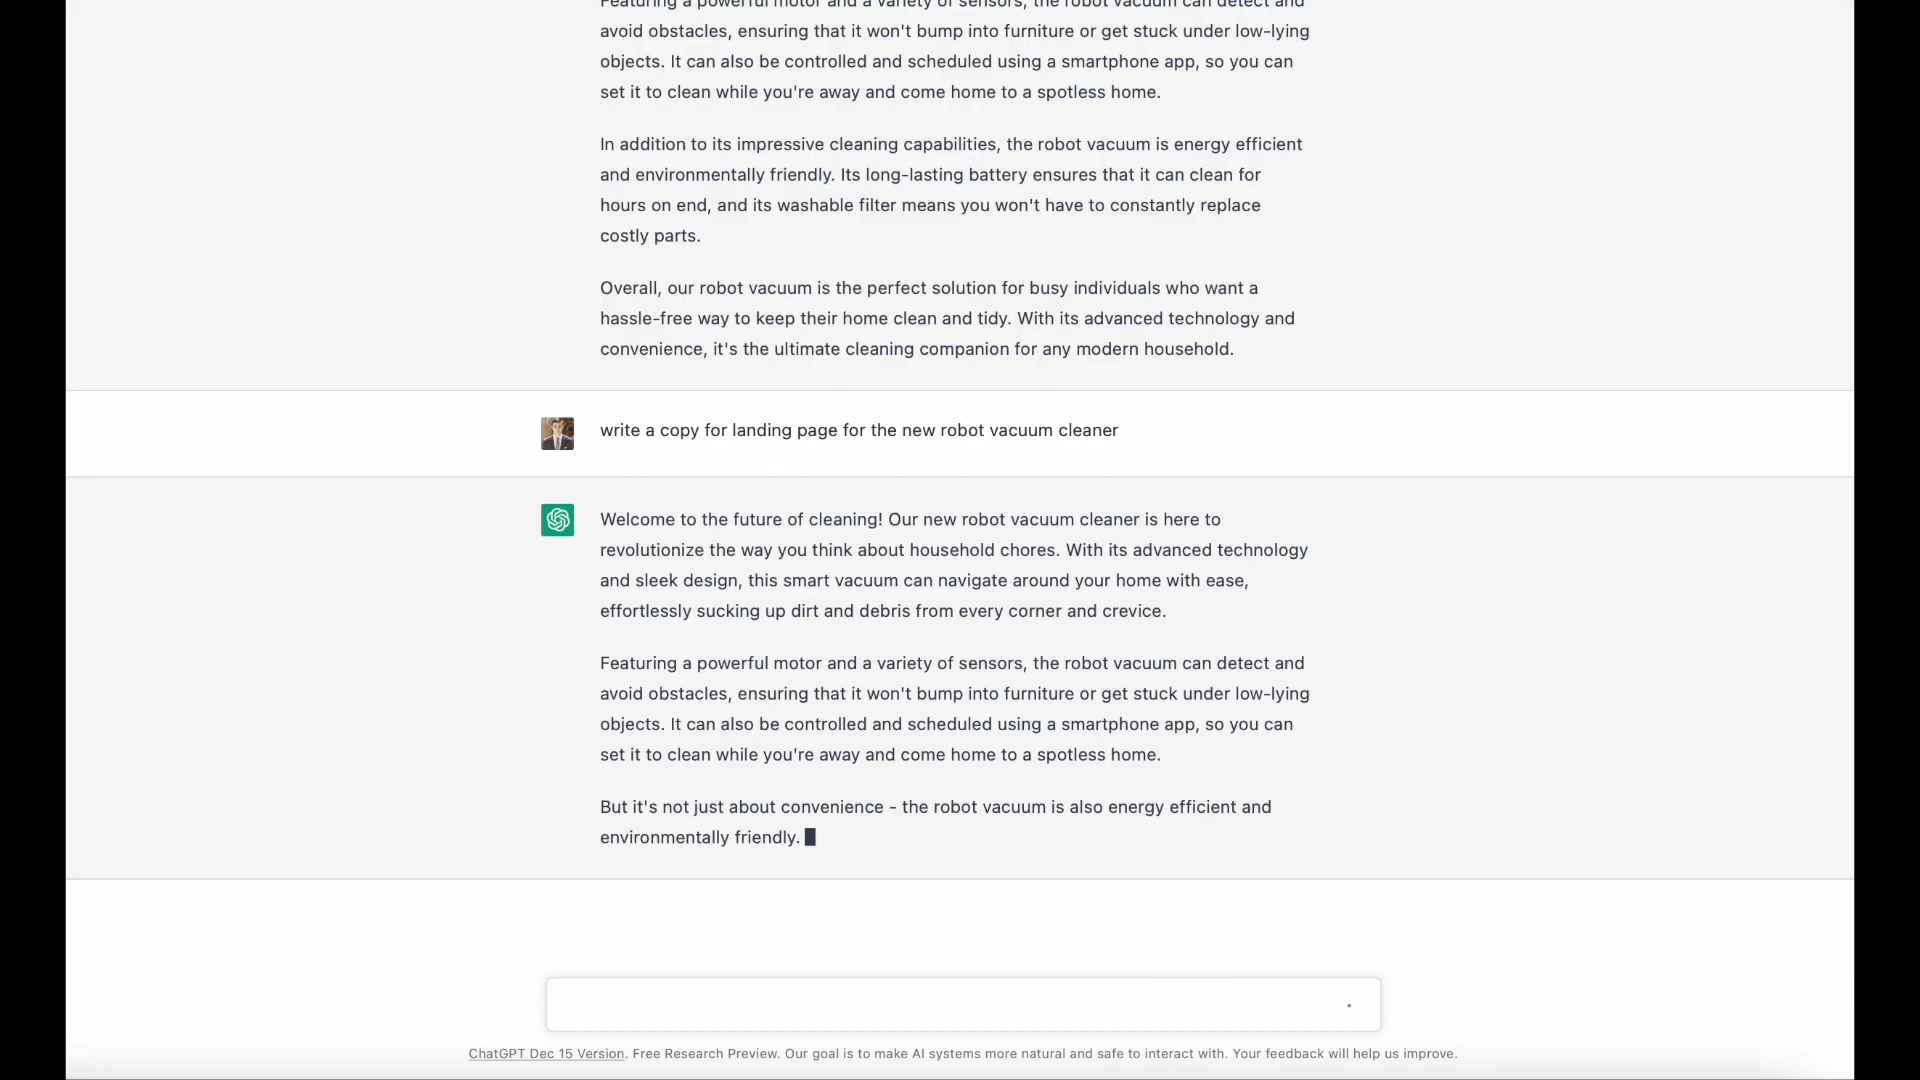 Featuring a powerful motor and a variety of sensors, the robot vacuum can detect and
avoid obstacles, ensuring that it won't bump into furniture or get stuck under low-lying
objects. It can also be controlled and scheduled using a smartphone app, so you can
set it to clean while you're away and come home to a spotless home.
In addition to its impressive cleaning capabilities, the robot vacuum is energy efficient
and environmentally friendly. Its long-lasting battery ensures that it can clean for
hours on end, and its washable filter means you won't have to constantly replace
costly parts.
Overall, our robot vacuum is the perfect solution for busy individuals who want a
hassle-free way to keep their home clean and tidy. With its advanced technology and
convenience, it's the ultimate cleaning companion for any modern household.
write a copy for landing page for the new robot vacuum cleaner
Welcome to the future of cleaning! Our new robot vacuum cleaner is here to
revolutionize the way you think about household chores. With its advanced technology
and sleek design, this smart vacuum can navigate around your home with ease,
effortlessly sucking up dirt and debris from every corner and crevice.
Featuring a powerful motor and a variety of sensors, the robot vacuum can detect and
avoid obstacles, ensuring that it won't bump into furniture or get stuck under low-lying
objects. It can also be controlled and scheduled using a smartphone app, so you can
set it to clean while you're away and come home to a spotless home.
But it's not just about convenience - the robot vacuum is also energy efficient and
environmentally friendly.
ChatGPT Dec 15 Version. Free Research Preview. Our goal is to make AI systems more natural and safe to interact with. Your feedback will help us improve.